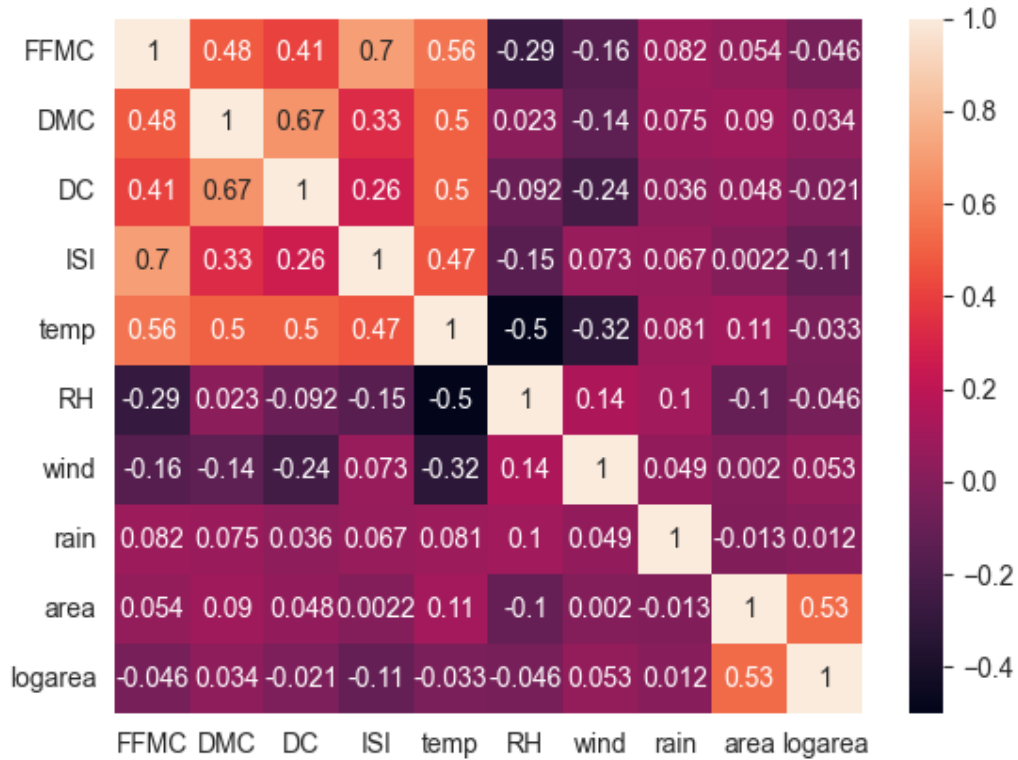 FFMC 1 0.48 0.41 0.7 0.56 -0.29 -0.16 0.082 0.054 -0.046
DMC 0.48 1 0.67 0.33 0.5 0.023 -0.14 0.075 0.09 0.034
DC 0.41 0.67 1 0.26 0.5 -0.092 -0.24 0.036 0.048 -0.021
ISI 0.7 0.33 0.26 1 0.47 -0.15 0.073 0.067 0.0022 -0.11
temp 0.56 0.5 0.5 0.47 1 -0.5 -0.32 0.081 0.11 -0.033
RH -0.29 0.023 -0.092 -0.15 -0.5 1 0.14 0.1 -0.1 -0.046
wind -0.16 -0.14 -0.24 0.073 -0.32 0.14 1 0.049 0.002 0.053
rain 0.082 0.075 0.036 0.067 0.081 0.1 0.049 1 -0.013 0.012
area 0.054 0.09 0.048 0.0022 0.11 -0.1 0.002 -0.013 1 0.53
logarea -0.046 0.034 -0.021 -0.11 -0.033 -0.046 0.053 0.012 0.53 1
FFMC DMC DC ISI temp RH wind rain area logarea
1.0
0.8
0.6
0.4
0.2
0.0
−0.2
−0.4